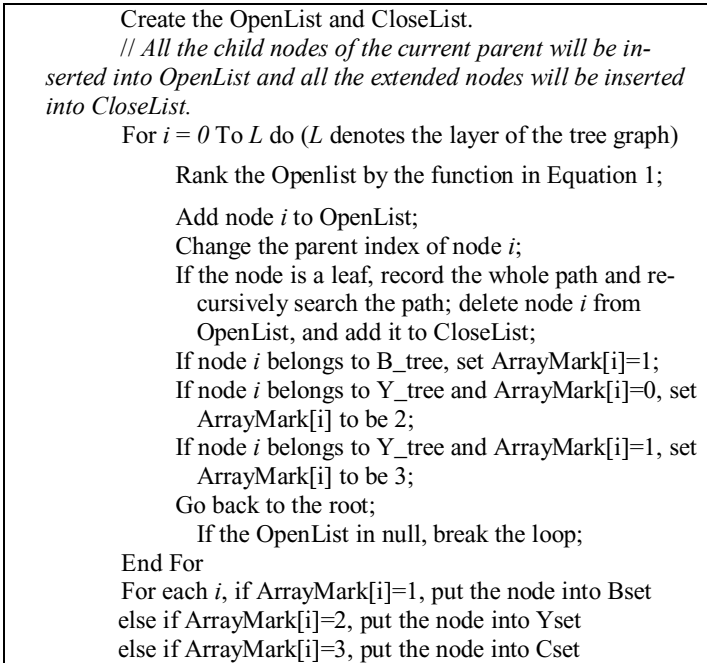 Create the OpenList and CloseList.
// All the child nodes of the current parent will be in-
serted into OpenList and all the extended nodes will be inserted
into CloseList.
For i = 0 To L do (L denotes the layer of the tree graph)
Rank the Openlist by the function in Equation 1;
Add node i to OpenList;
Change the parent index of node i;
If the node is a leaf, record the whole path and re-
cursively search the path; delete node i from
OpenList, and add it to CloseList;
If node i belongs to B_tree, set ArrayMark[i]=1;
If node i belongs to Y_tree and ArrayMark[i]=0, set
ArrayMark[i] to be 2;
If node i belongs to Y_tree and ArrayMark[i]=1, set
ArrayMark[i] to be 3;
Go back to the root;
If the OpenList in null, break the loop;
End For
For each i, if ArrayMark[i]=1, put the node into Bset
else if ArrayMark[i]=2, put the node into Yset
else if ArrayMark[i]=3, put the node into Cset